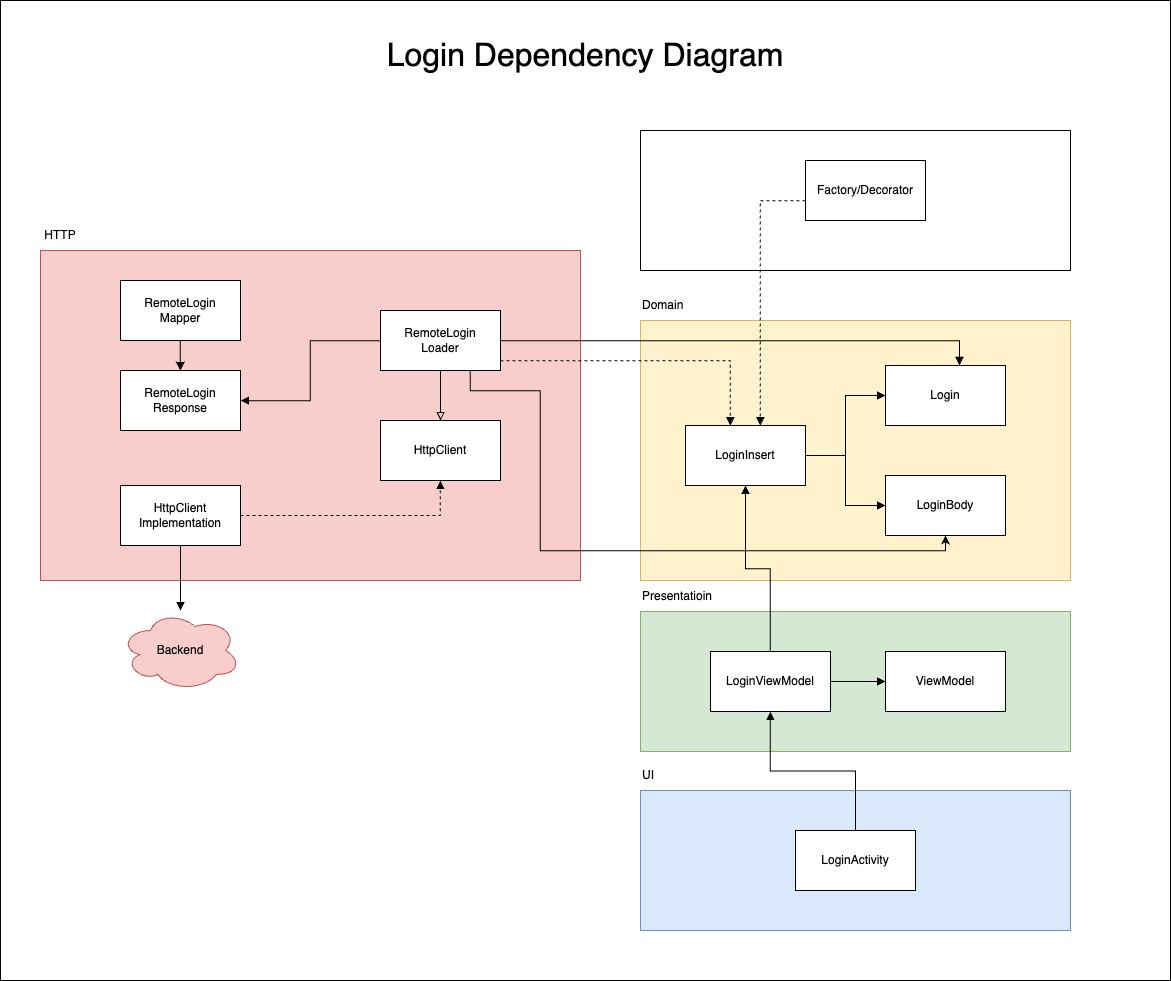 Login Dependency Diagram
Factory/Decorator
HTTP
RemoteLogin
Mapper
RemoteLogin
Loader
RemoteLogin
Response
HttpClient
HttpClient
Implementation
Backend
Domain
Login
LoginInsert
LoginBody
Presentatioin
LoginViewModel
ViewModel
UI
LoginActivity